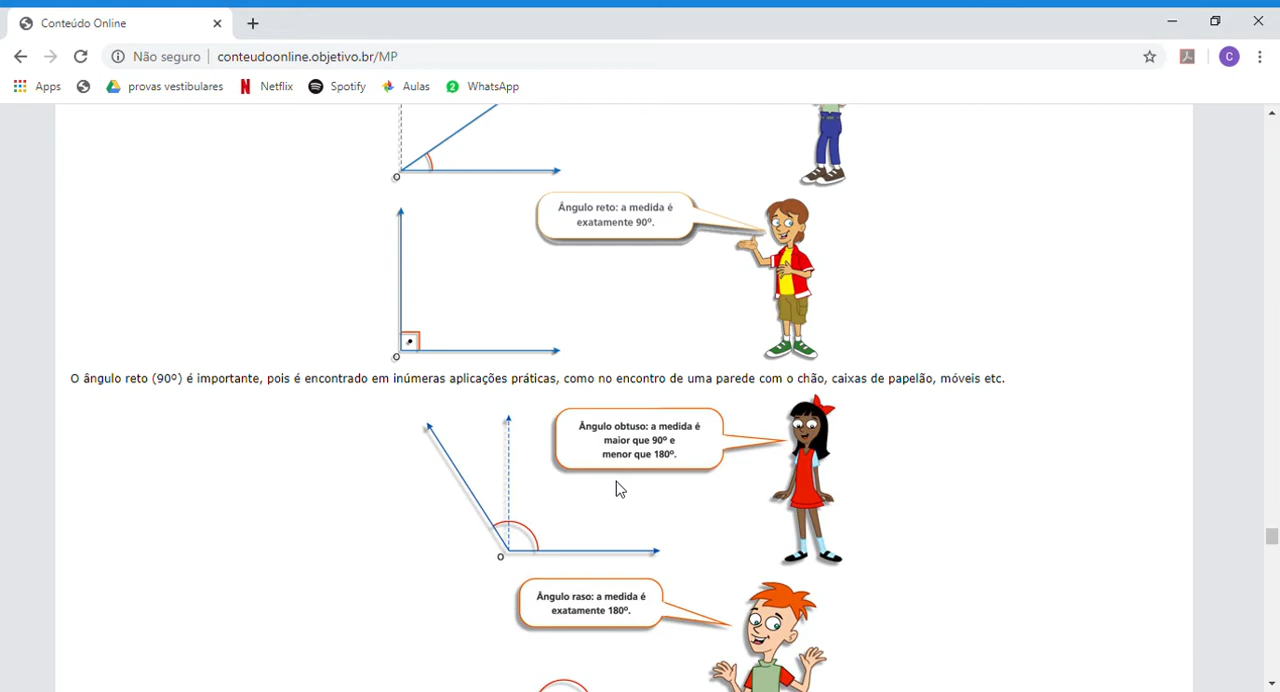 Conteúdo Online
Não seguro | conteudoonline.objetivo.br/MP
C
Apps provas vestibulares Netflix Spotify Aulas 2 WhatsApp
O
Ângulo reto: a medida é
exatamente 90º.
O
O ângulo reto (90º) é importante, pois é encontrado em inúmeras aplicações práticas, como no encontro de uma parede com o chão, caixas de papelão, móveis etc.
Ângulo obtuso: a medida é
maior que 90º e
menor que 180º.
O
Ângulo raso: a medida é
exatamente 180º.